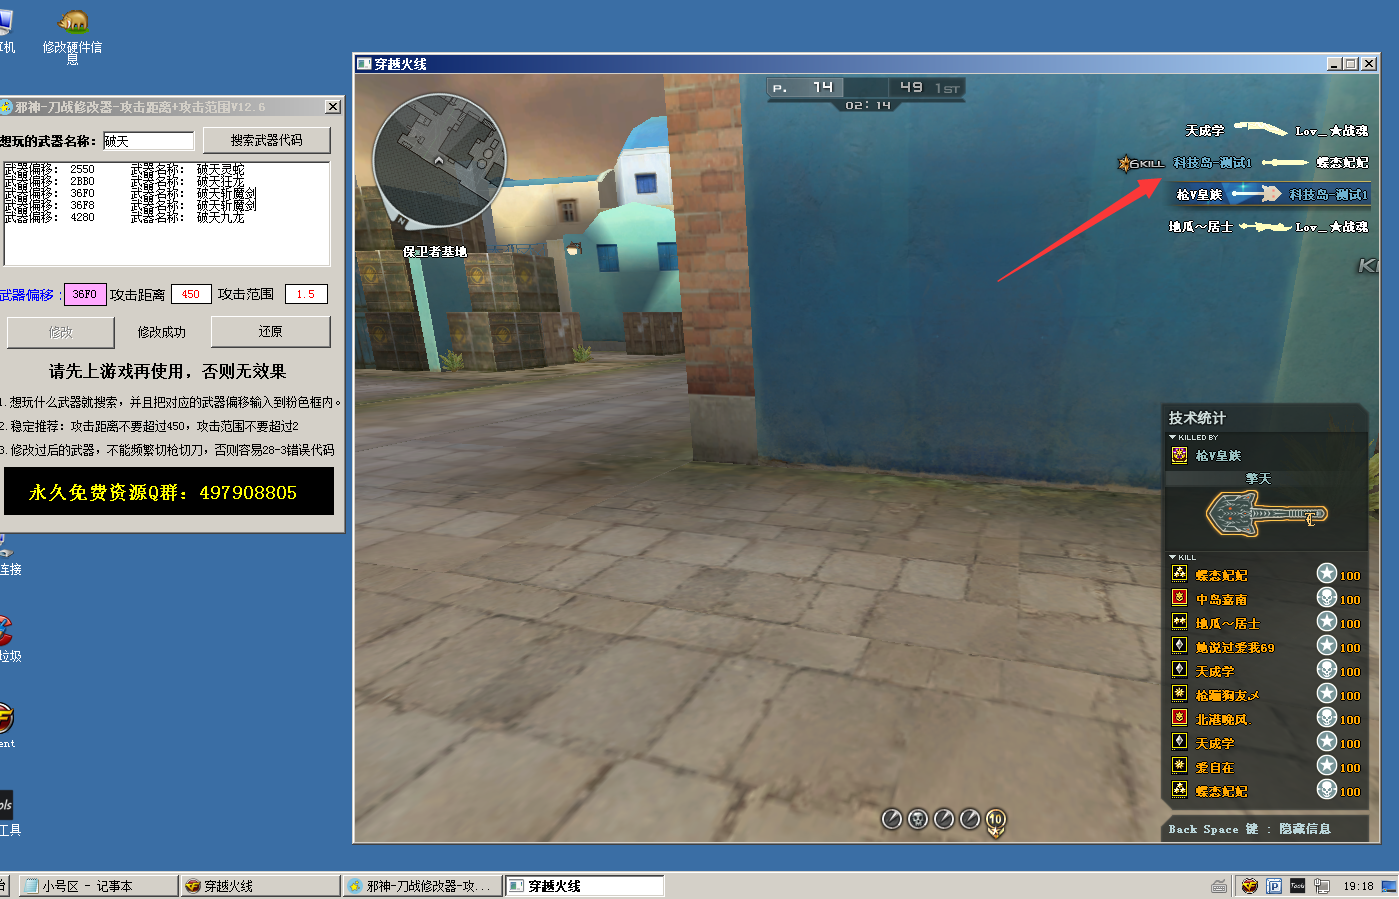 机
修改硬件信
息
邪神-刀战修改器-攻击距离+攻击范围V12.6
想玩的武器名称：
破天
搜索武器代码
武器偏移： 2550 武器名称： 破天灵蛇
武器偏移： 2BB0 武器名称： 破天狂龙
武器偏移： 36F0 武器名称： 破天斩魔剑
武器偏移： 36F8 武器名称： 破天斩魔剑
武器偏移： 4280 武器名称： 破天九龙
武器偏移： 36F0 攻击距离 450 攻击范围 1.5
修改 修改成功 还原
请先上游戏再使用，否则无效果
1.想玩什么武器就搜索，并且把对应的武器偏移输入到粉色框内。
2.稳定推荐：攻击距离不要超过450，攻击范围不要超过2
3.修改过后的武器，不能频繁切枪切刀，否则容易28-3错误代码
永久免费资源Q群：497908805
连接
垃圾
ent
ols
工具
穿越火线
P. 14 49 1ST
02:14
N
保卫者基地
天成学 Lov_★战魂
6KILL 科技岛-测试1 蝶恋妃妃
枪V皇族 科技岛-测试1
地瓜～居士 Lov_★战魂
技术统计
KILLED BY
枪V皇族
擎天
KILL
蝶恋妃妃 100
中岛嘉南 100
地瓜～居士 100
她说过爱我69 100
天成学 100
枪蹦狗友乄 100
北港晚风. 100
天成学 100
爱自在 100
蝶恋妃妃 100
10
Back Space 键 : 隐藏信息
小号区 - 记事本
穿越火线
邪神-刀战修改器-攻...
穿越火线
Tools
19:18